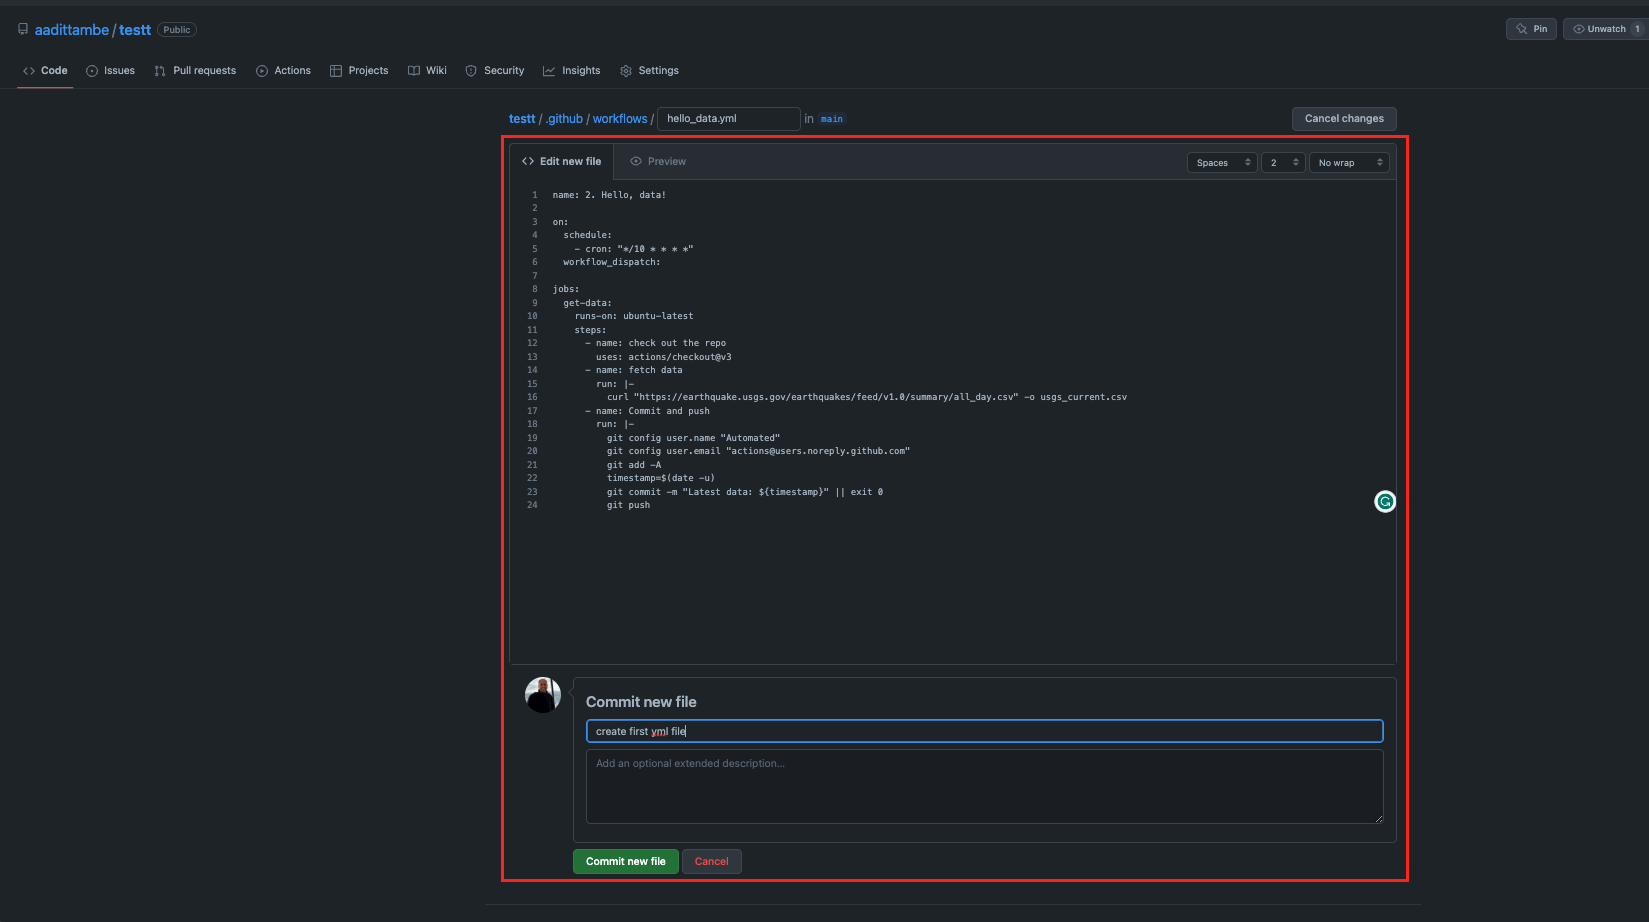 aadittambe / testt Public
Pin Unwatch 1
Code Issues Pull requests Actions Projects Wiki Security Insights Settings
testt / .github / workflows / hello_data.yml in main Cancel changes
Edit new file Preview Spaces 2 No wrap
1 name: 2. Hello, data!
2
3 on:
4   schedule:
5     - cron: "*/10 * * * *"
6   workflow_dispatch:
7
8 jobs:
9   get-data:
10     runs-on: ubuntu-latest
11     steps:
12       - name: check out the repo
13         uses: actions/checkout@v3
14       - name: fetch data
15         run: |-
16           curl "https://earthquake.usgs.gov/earthquakes/feed/v1.0/summary/all_day.csv" -o usgs_current.csv
17       - name: Commit and push
18         run: |-
19           git config user.name "Automated"
20           git config user.email "actions@users.noreply.github.com"
21           git add -A
22           timestamp=$(date -u)
23           git commit -m "Latest data: ${timestamp}" || exit 0
24           git push
Commit new file
create first yml file
Add an optional extended description...
Commit new file Cancel